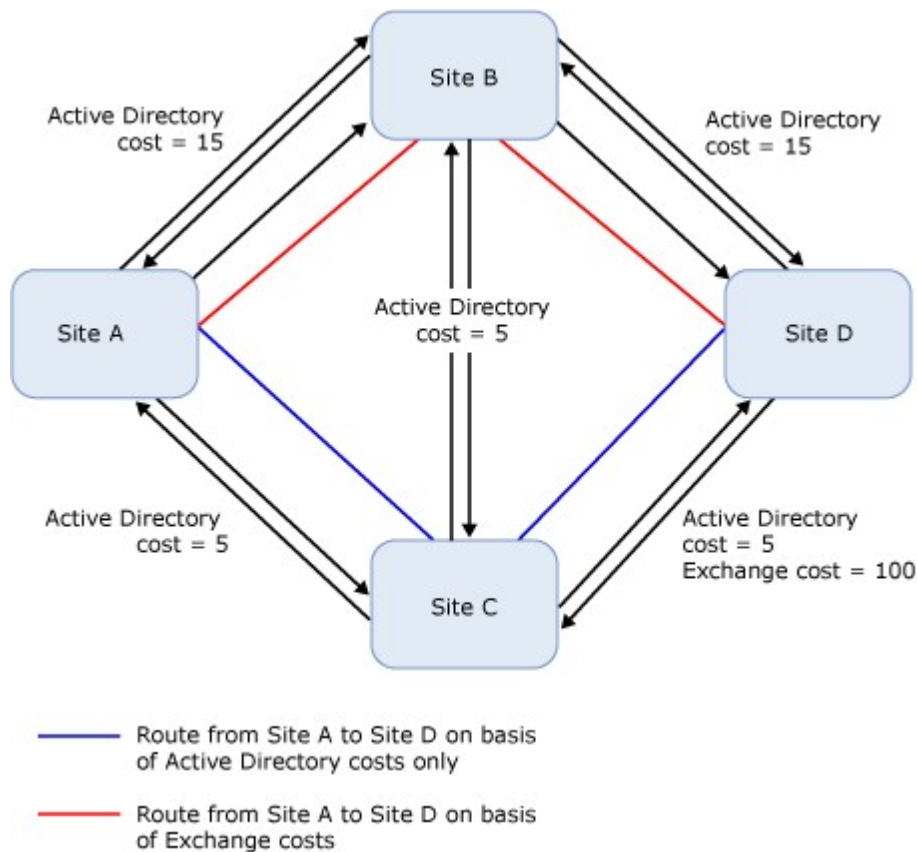 Site B
Active Directory
cost = 15
Active Directory
cost = 15
Active Directory
cost = 5
Site A
Site D
Active Directory
cost = 5
Active Directory
cost = 5
Exchange cost = 100
Site C
Route from Site A to Site D on basis
of Active Directory costs only
Route from Site A to Site D on basis
of Exchange costs